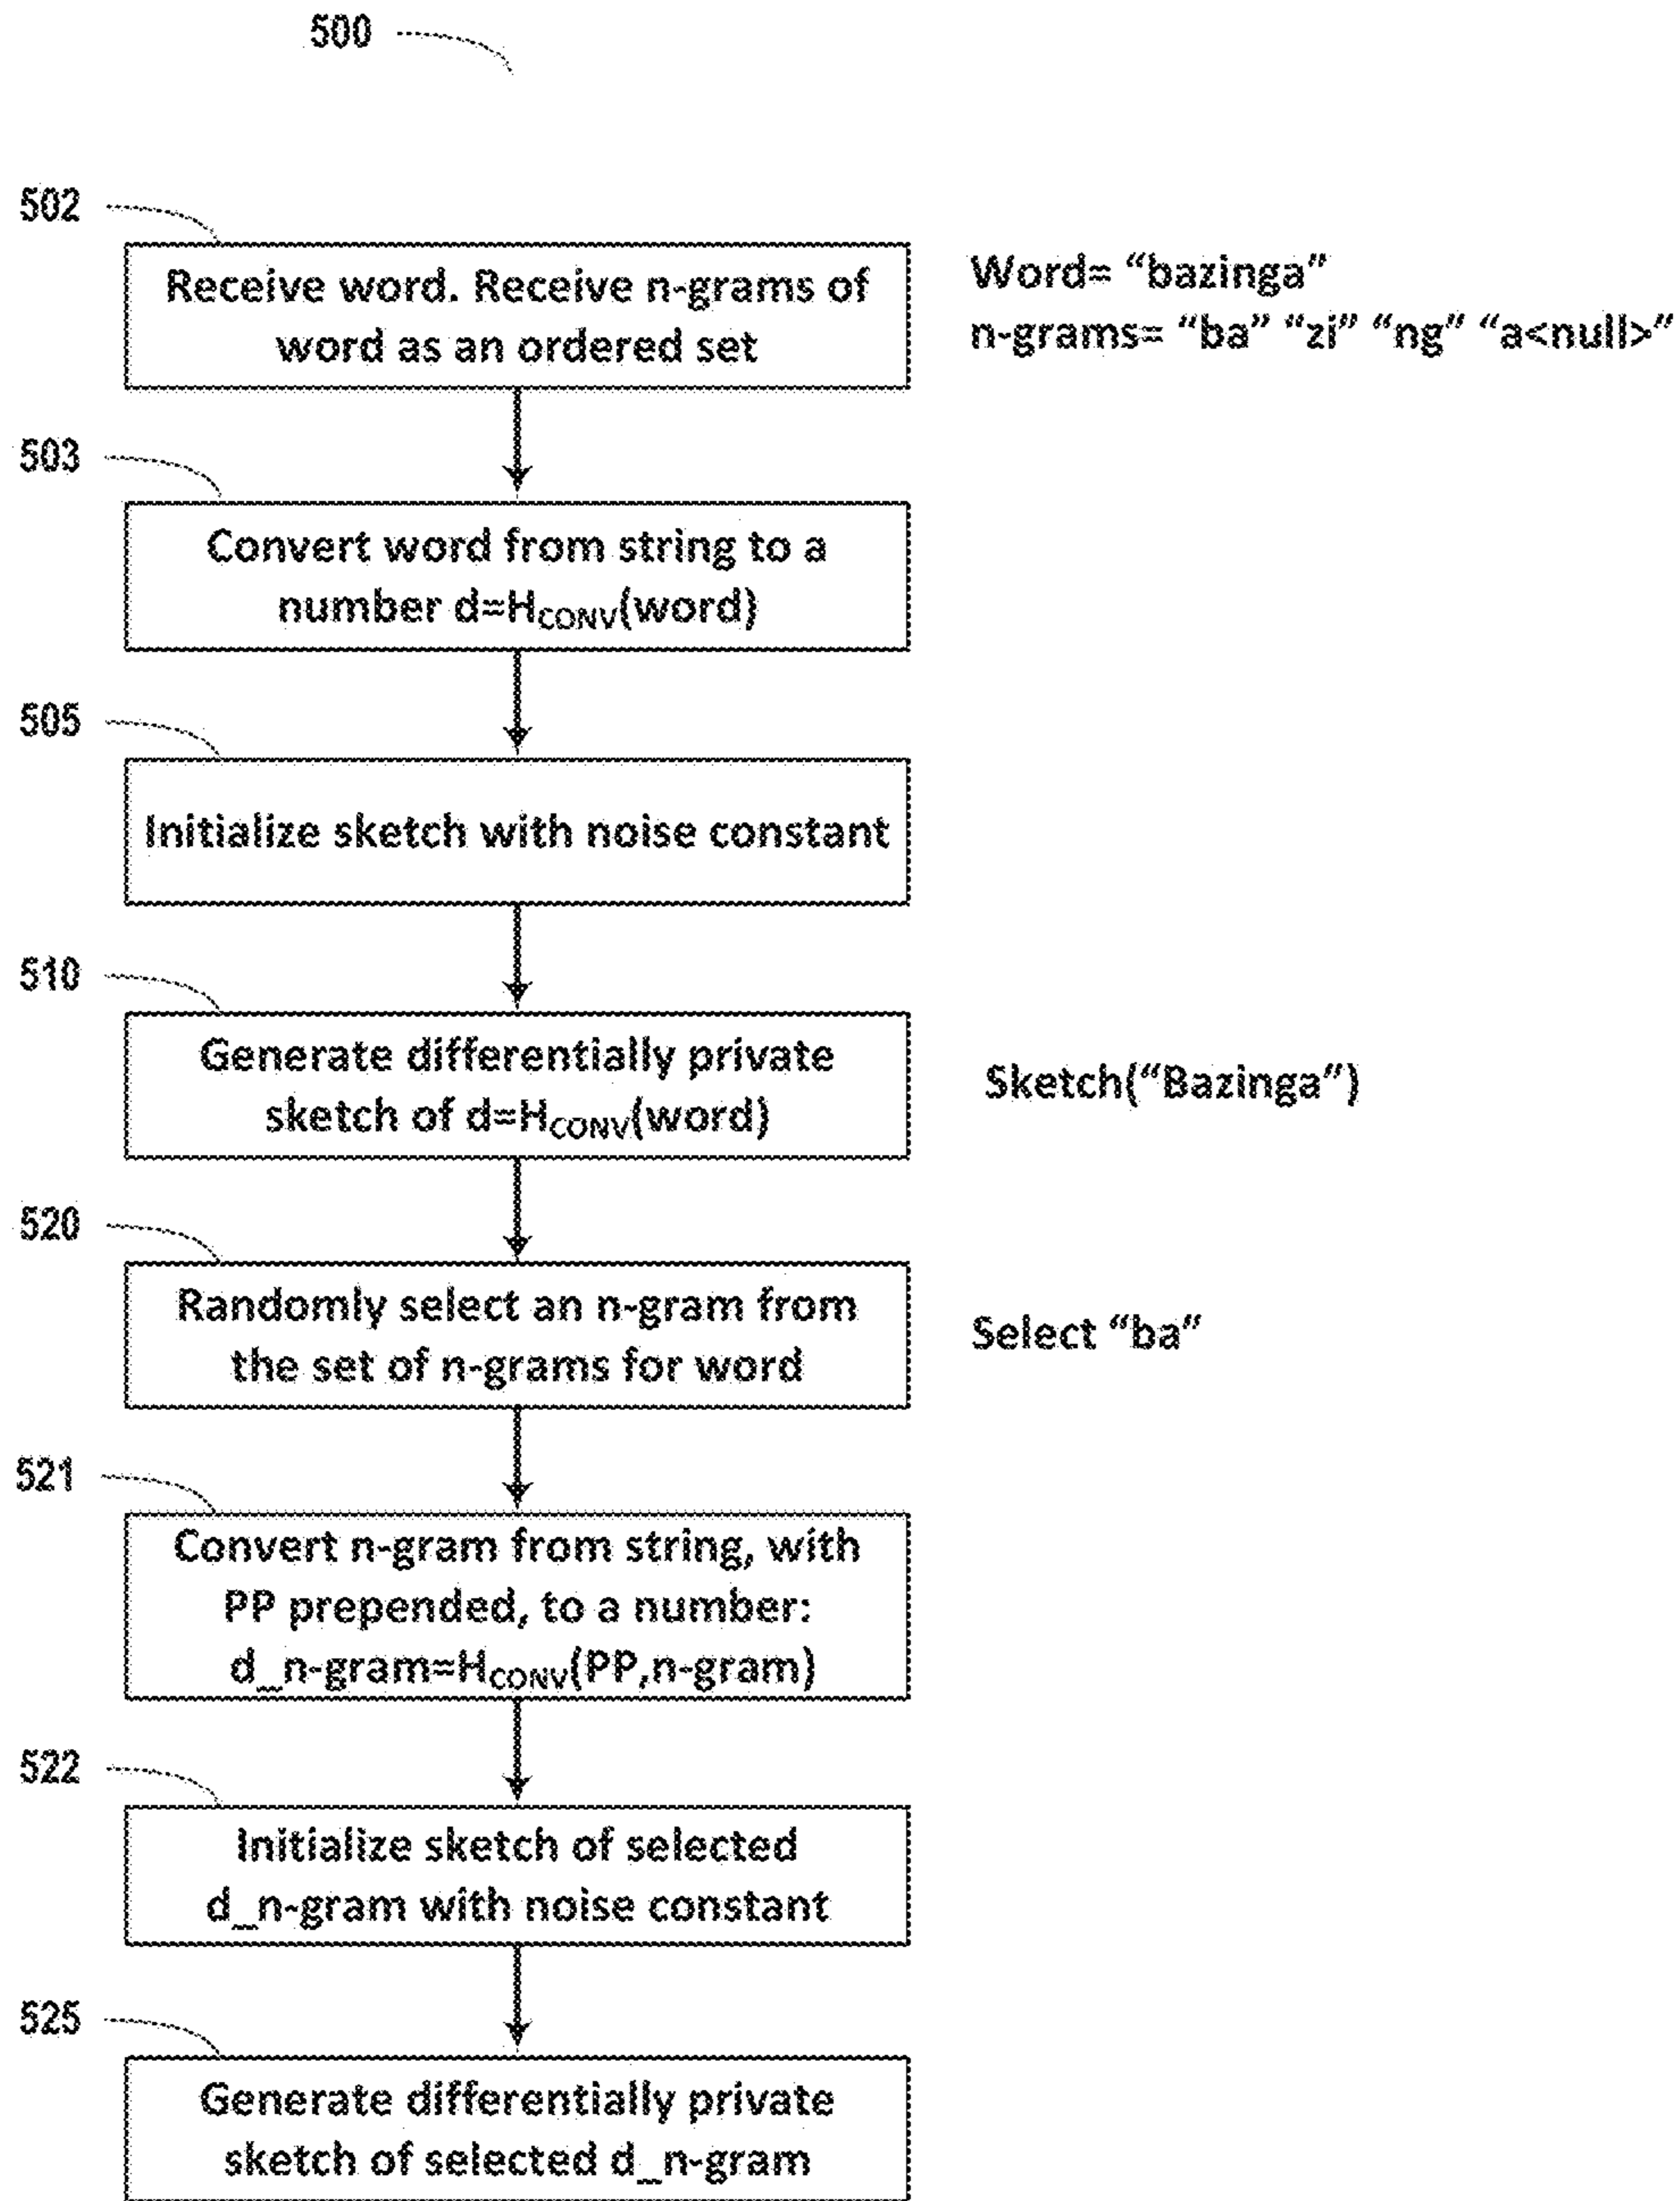 500
502
Receive word. Receive n-grams of
word as an ordered set
Word= “bazinga”
n-grams= “ba” “zi” “ng” “a<null>”
503
Convert word from string to a
number d=HCONV(word)
505
Initialize sketch with noise constant
510
Generate differentially private
sketch of d=HCONV(word)
Sketch(“Bazinga”)
520
Randomly select an n-gram from
the set of n-grams for word
Select “ba”
521
Convert n-gram from string, with
PP prepended, to a number:
d_n-gram=HCONV(PP,n-gram)
522
Initialize sketch of selected
d_n-gram with noise constant
525
Generate differentially private
sketch of selected d_n-gram